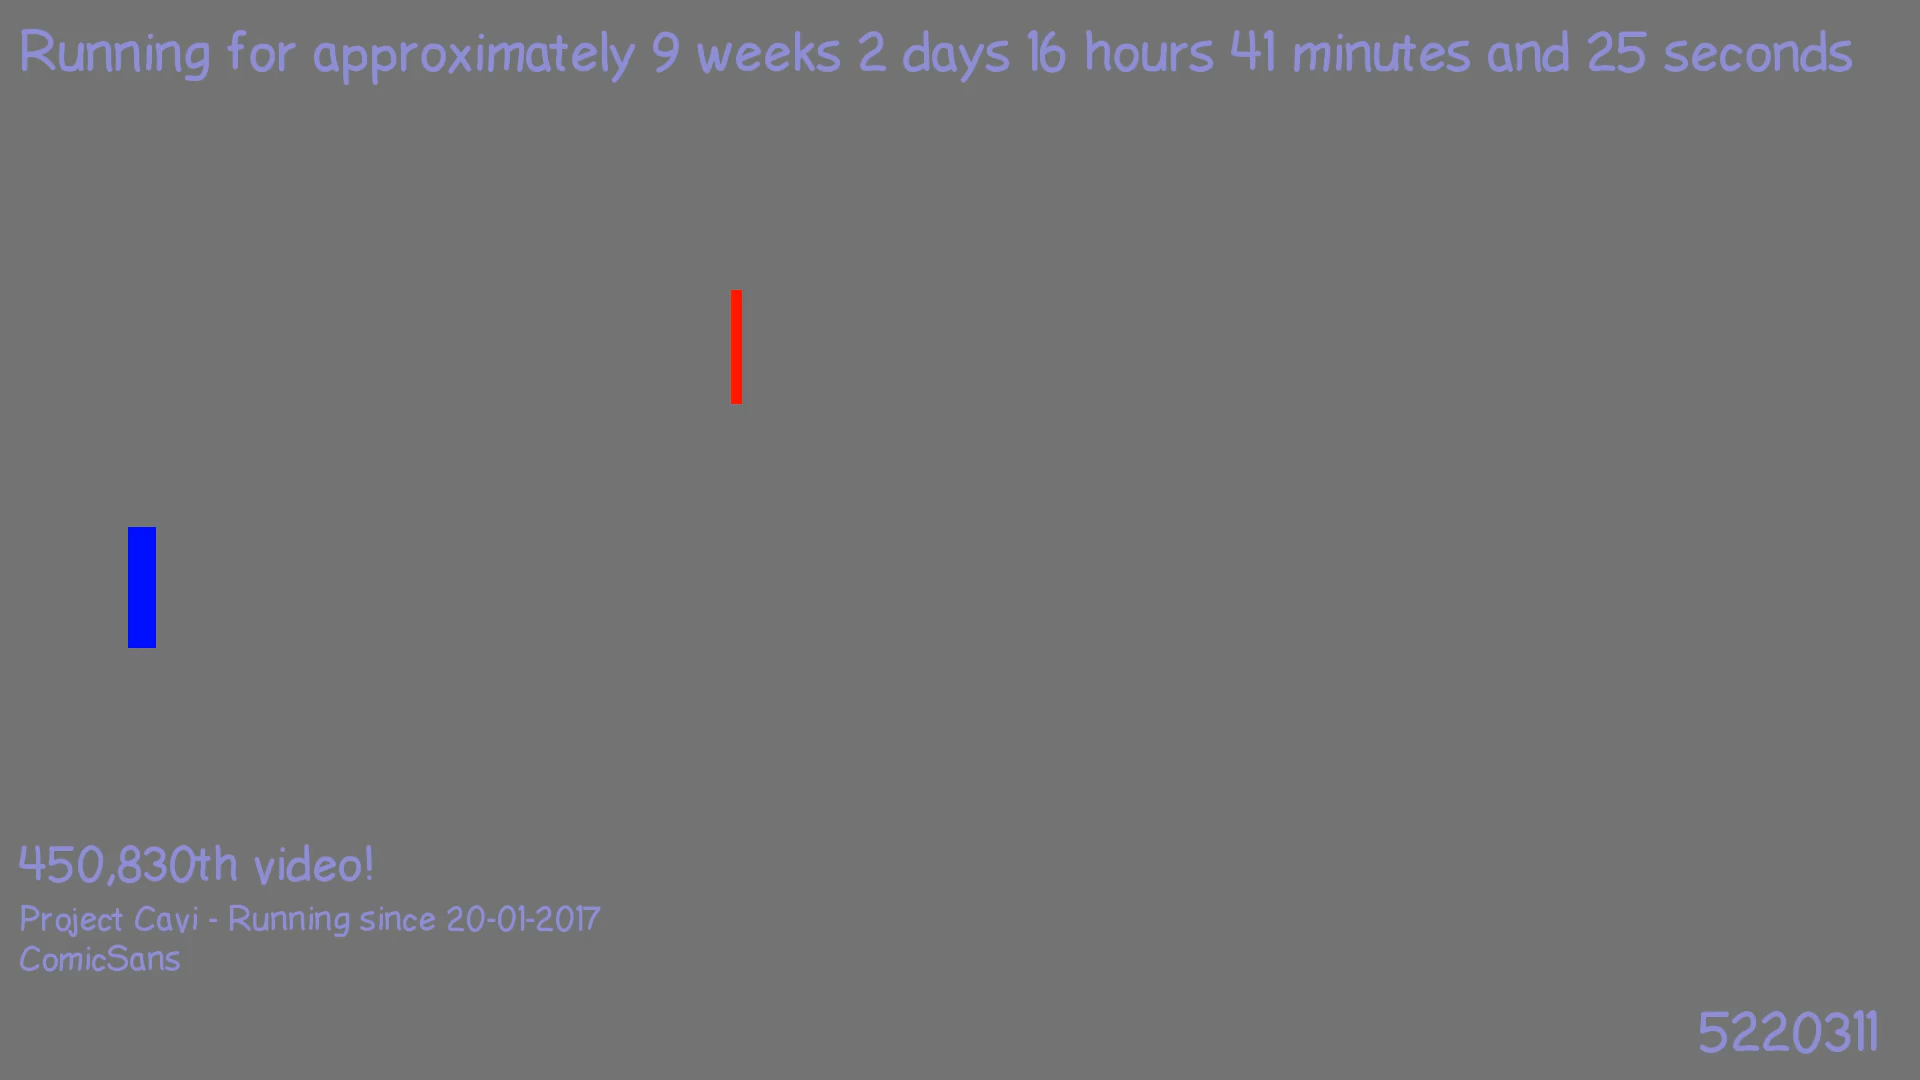 Running for approximately 9 weeks 2 days 16 hours 41 minutes and 25 seconds
450,830th video!
Project Cavi - Running since 20-01-2017
ComicSans
5220311